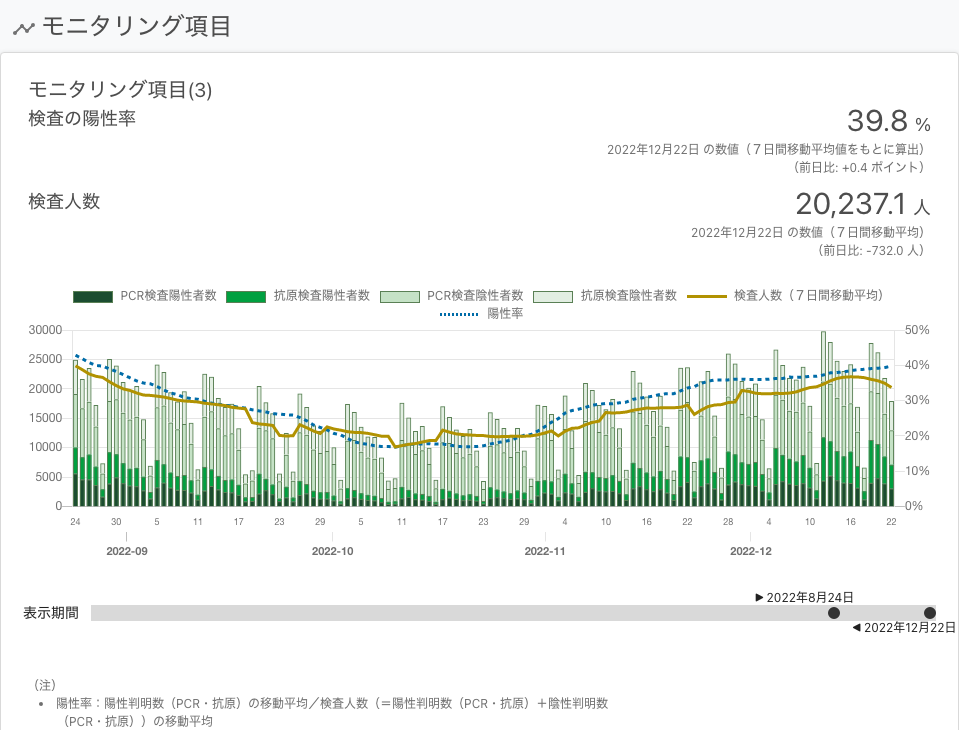 モニタリング項目
モニタリング項目(3)
検査の陽性率
39.8 %
2022年12月22日 の数値（７日間移動平均値をもとに算出）
（前日比: +0.4 ポイント）
検査人数
20,237.1 人
2022年12月22日 の数値（７日間移動平均）
（前日比: -732.0 人）
PCR検査陽性者数 抗原検査陽性者数 PCR検査陰性者数 抗原検査陰性者数 検査人数（７日間移動平均）
陽性率
30000 50%
25000 40%
20000 30%
15000 20%
10000 10%
5000
0 0%
24 30 5 11 17 23 29 5 11 17 23 29 4 10 16 22 28 4 10 16 22
2022-09 2022-10 2022-11 2022-12
▶ 2022年8月24日
表示期間
◀ 2022年12月22日
（注）
• 陽性率：陽性判明数（PCR・抗原）の移動平均／検査人数（＝陽性判明数（PCR・抗原）＋陰性判明数
（PCR・抗原））の移動平均